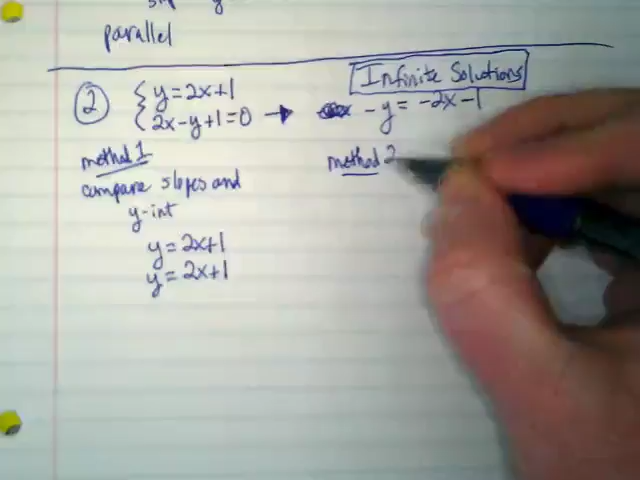 parallel
Infinite Solutions
2 y=2x+1
2x-y+1=0 → -y = -2x-1
method 1
compare slopes and
y-int
y=2x+1
y=2x+1
method 2